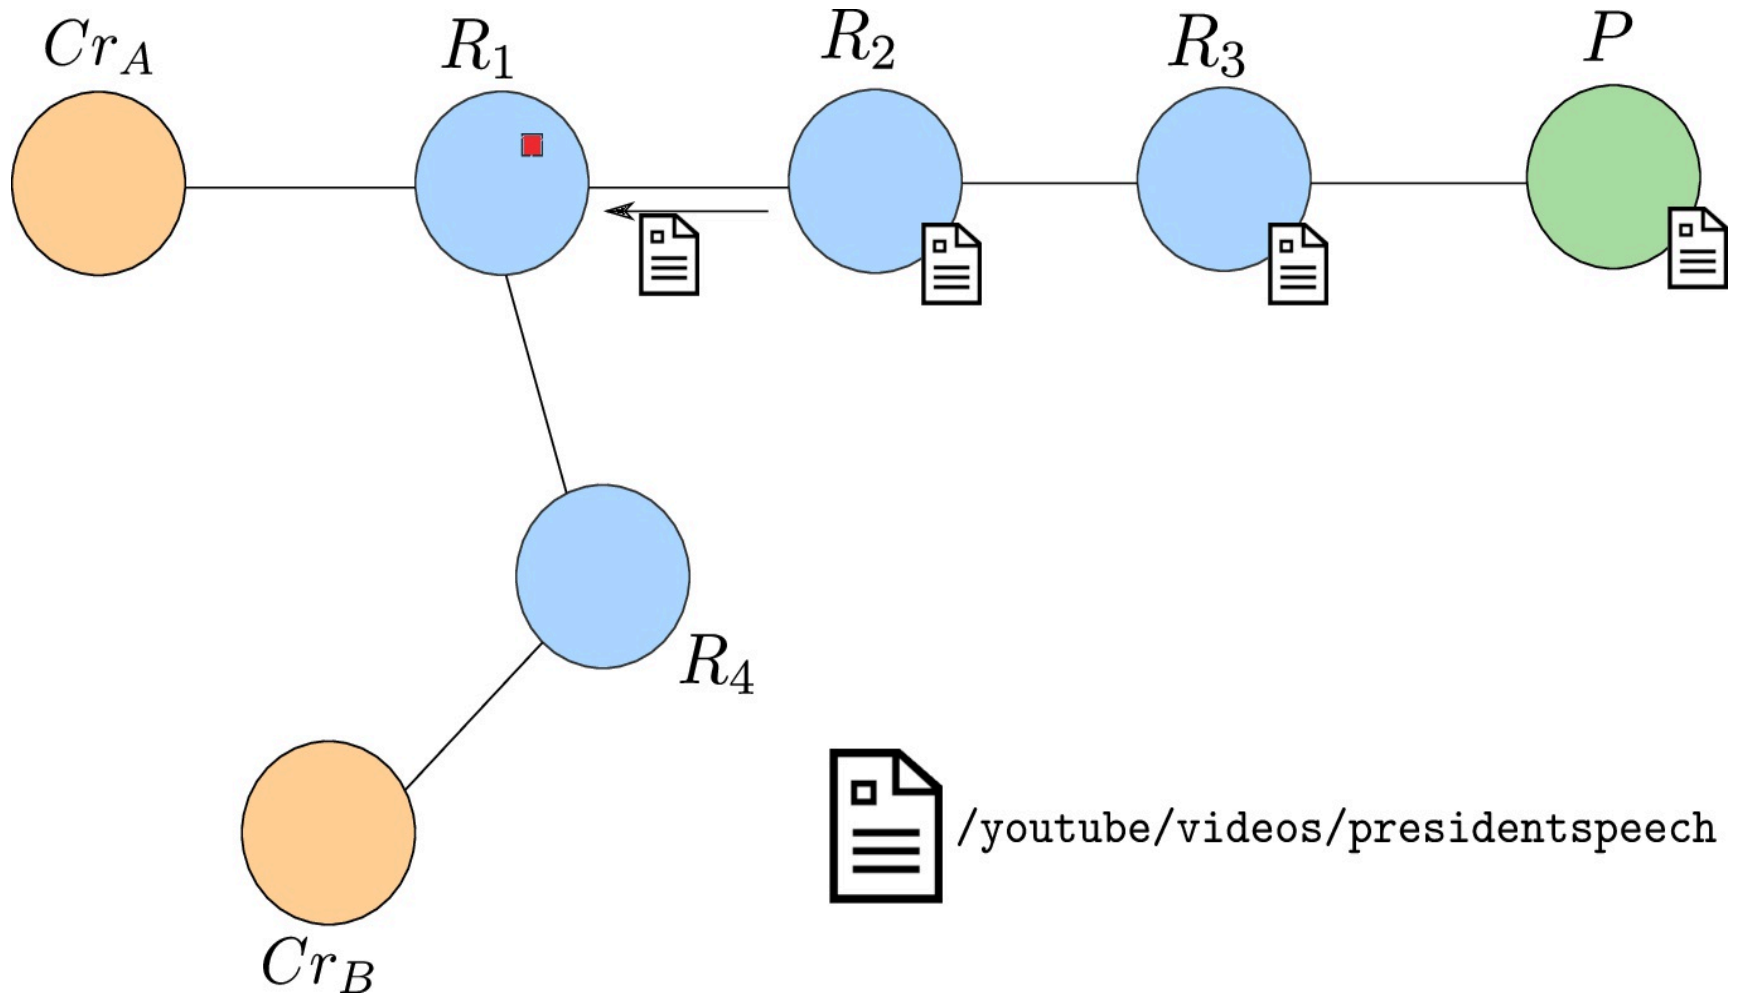 Cr_A
R_1
R_2
R_3
P
R_4
/youtube/videos/presidentspeech
Cr_B